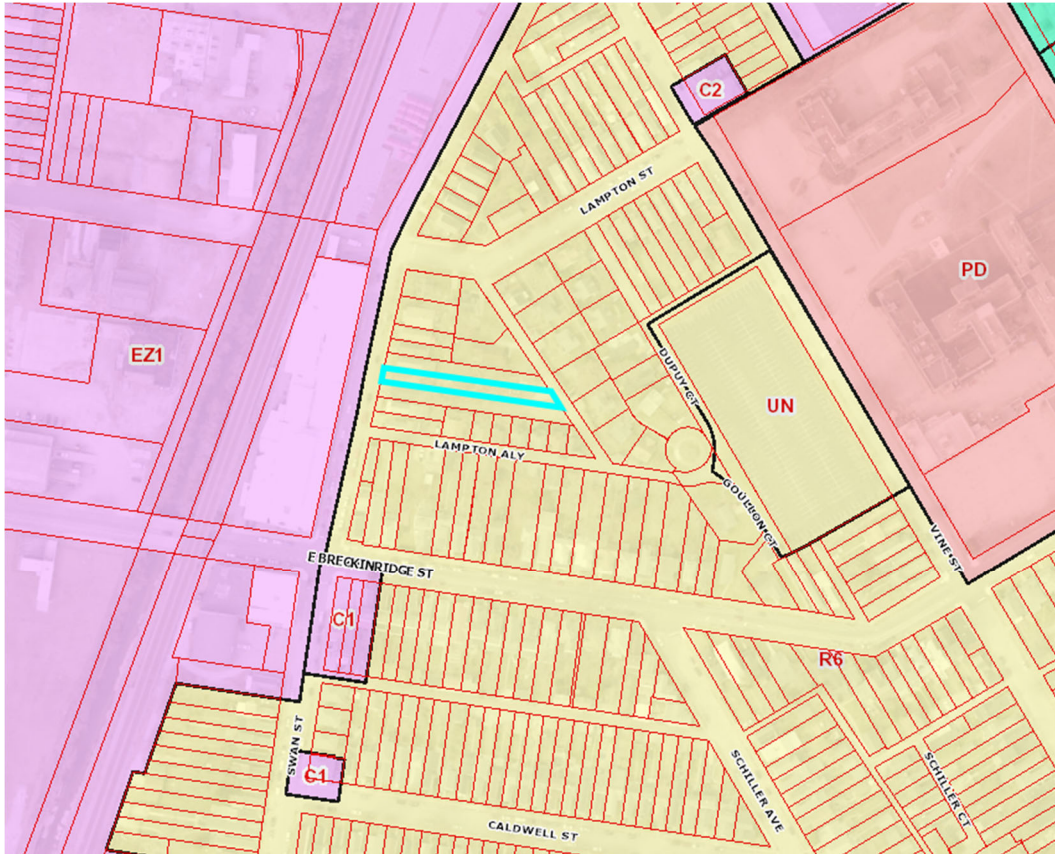 C2
LAMPTON ST
PD
EZ1
DUPUY CT
UN
LAMPTON ALY
GOULLON CT
VINE ST
E BRECKINRIDGE ST
C1
R6
SWAN ST
C1
SCHILLER AVE
SCHILLER CT
CALDWELL ST